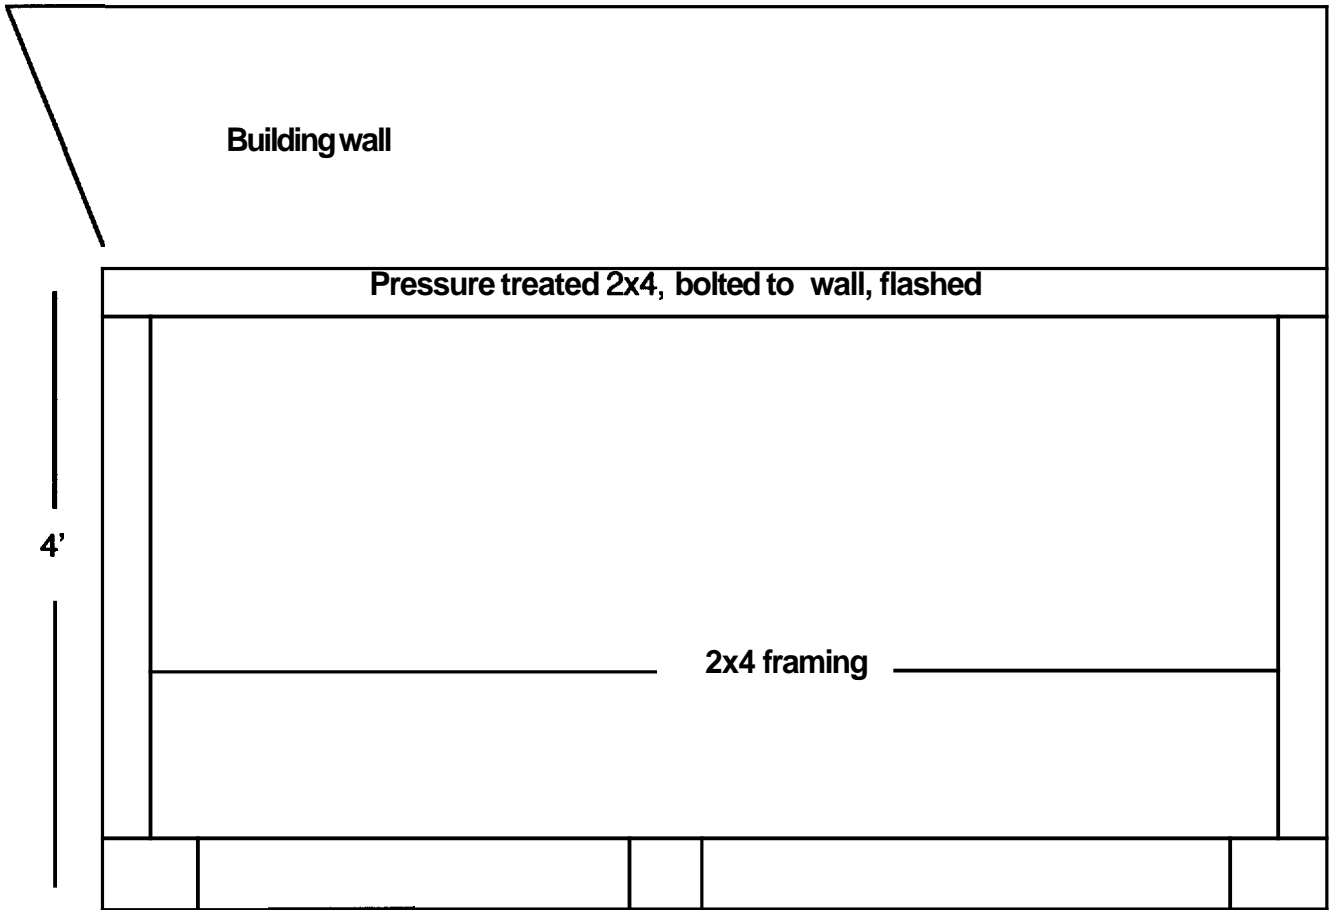 Building wall
Pressure treated 2x4, bolted to wall, flashed
4’
2x4 framing